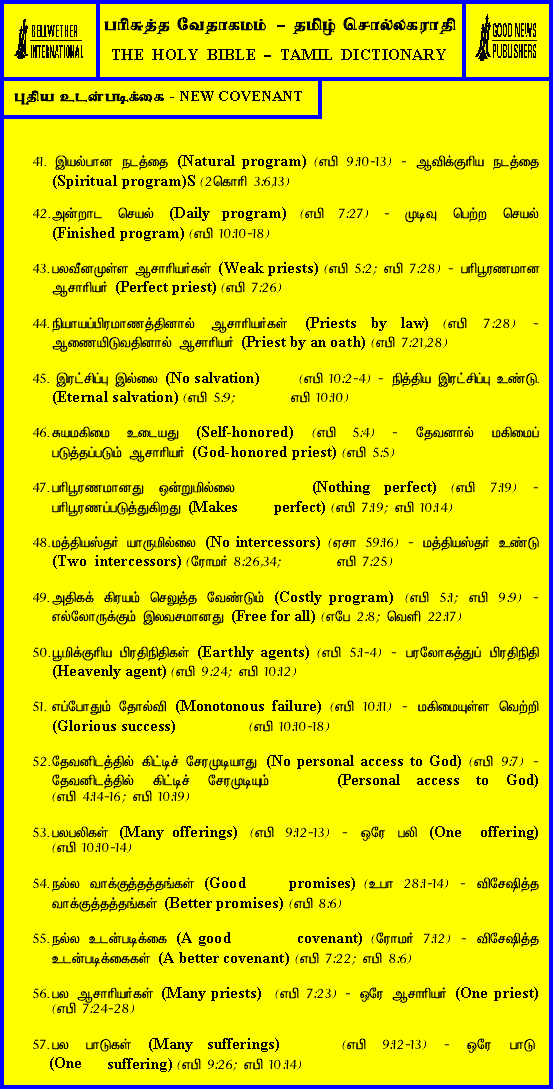 BELLWETHER
INTERNATIONAL
பரிசுத்த வேதாகமம் – தமிழ் சொல்லகராதி
THE HOLY BIBLE – TAMIL DICTIONARY
GOOD NEWS
PUBLISHERS
புதிய உடன்படிக்கை - NEW COVENANT
41. இயல்பான நடத்தை (Natural program) (எபி 9:10-13) - ஆவிக்குரிய நடத்தை
(Spiritual program)S (2கொரி 3:6,13)
42. அன்றாட செயல் (Daily program) (எபி 7:27) - முடிவு பெற்ற செயல்
(Finished program) (எபி 10:10-18)
43. பலவீனமுள்ள ஆசாரியர்கள் (Weak priests) (எபி 5:2; எபி 7:28) - பரிபூரணமான
ஆசாரியர் (Perfect priest) (எபி 7:26)
44. நியாயப்பிரமாணத்தினால் ஆசாரியர்கள் (Priests by law) (எபி 7:28) -
ஆணையிடுவதினால் ஆசாரியர் (Priest by an oath) (எபி 7:21,28)
45. இரட்சிப்பு இல்லை (No salvation) (எபி 10:2-4) - நித்திய இரட்சிப்பு உண்டு.
(Eternal salvation) (எபி 5:9; எபி 10:10)
46. சுயமகிமை உடையது (Self-honored) (எபி 5:4) - தேவனால் மகிமைப்
படுத்தப்படும் ஆசாரியர் (God-honored priest) (எபி 5:5)
47. பரிபூரணமானது ஒன்றுமில்லை (Nothing perfect) (எபி 7:19) -
பரிபூரணப்படுத்துகிறது (Makes perfect) (எபி 7:19; எபி 10:14)
48. மத்தியஸ்தர் யாருமில்லை (No intercessors) (ஏசா 59:16) - மத்தியஸ்தர் உண்டு
(Two intercessors) (ரோமர் 8:26,34; எபி 7:25)
49. அதிகக் கிரயம் செலுத்த வேண்டும் (Costly program) (எபி 5:1; எபி 9:9) -
எல்லோருக்கும் இலவசமானது (Free for all) (எபே 2:8; வெளி 22:17)
50. பூமிக்குரிய பிரதிநிதிகள் (Earthly agents) (எபி 5:1-4) - பரலோகத்துப் பிரதிநிதி
(Heavenly agent) (எபி 9:24; எபி 10:12)
51. எப்போதும் தோல்வி (Monotonous failure) (எபி 10:11) - மகிமையுள்ள வெற்றி
(Glorious success) (எபி 10:10-18)
52. தேவனிடத்தில் கிட்டிச் சேரமுடியாது (No personal access to God) (எபி 9:7) -
தேவனிடத்தில் கிட்டிச் சேரமுடியும் (Personal access to God)
(எபி 4:14-16; எபி 10:19)
53. பலபலிகள் (Many offerings) (எபி 9:12-13) - ஒரே பலி (One offering)
(எபி 10:10-14)
54. நல்ல வாக்குத்தத்தங்கள் (Good promises) (உபா 28:1-14) - விசேஷித்த
வாக்குத்தத்தங்கள் (Better promises) (எபி 8:6)
55. நல்ல உடன்படிக்கை (A good covenant) (ரோமர் 7:12) - விசேஷித்த
உடன்படிக்கைகள் (A better covenant) (எபி 7:22; எபி 8:6)
56. பல ஆசாரியர்கள் (Many priests) (எபி 7:23) - ஒரே ஆசாரியர் (One priest)
(எபி 7:24-28)
57. பல பாடுகள் (Many sufferings) (எபி 9:12-13) - ஒரே பாடு
(One suffering) (எபி 9:26; எபி 10:14)